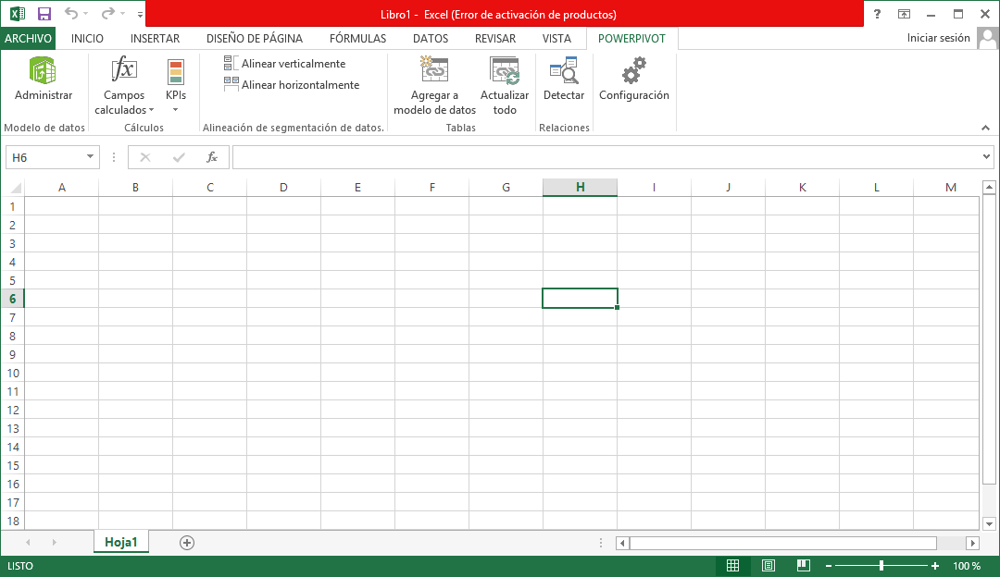 Libro1 - Excel (Error de activación de productos)
?
ARCHIVO INICIO INSERTAR DISEÑO DE PÁGINA FÓRMULAS DATOS REVISAR VISTA POWERPIVOT Iniciar sesión
Administrar
Modelo de datos
fx
Campos
calculados
KPIs
Cálculos
Alinear verticalmente
Alinear horizontalmente
Alineación de segmentación de datos.
Agregar a
modelo de datos
Actualizar
todo
Tablas
Detectar
Relaciones
Configuración
H6
fx
A B C D E F G H I J K L M
1
2
3
4
5
6
7
8
9
10
11
12
13
14
15
16
17
18
Hoja1
LISTO
100 %